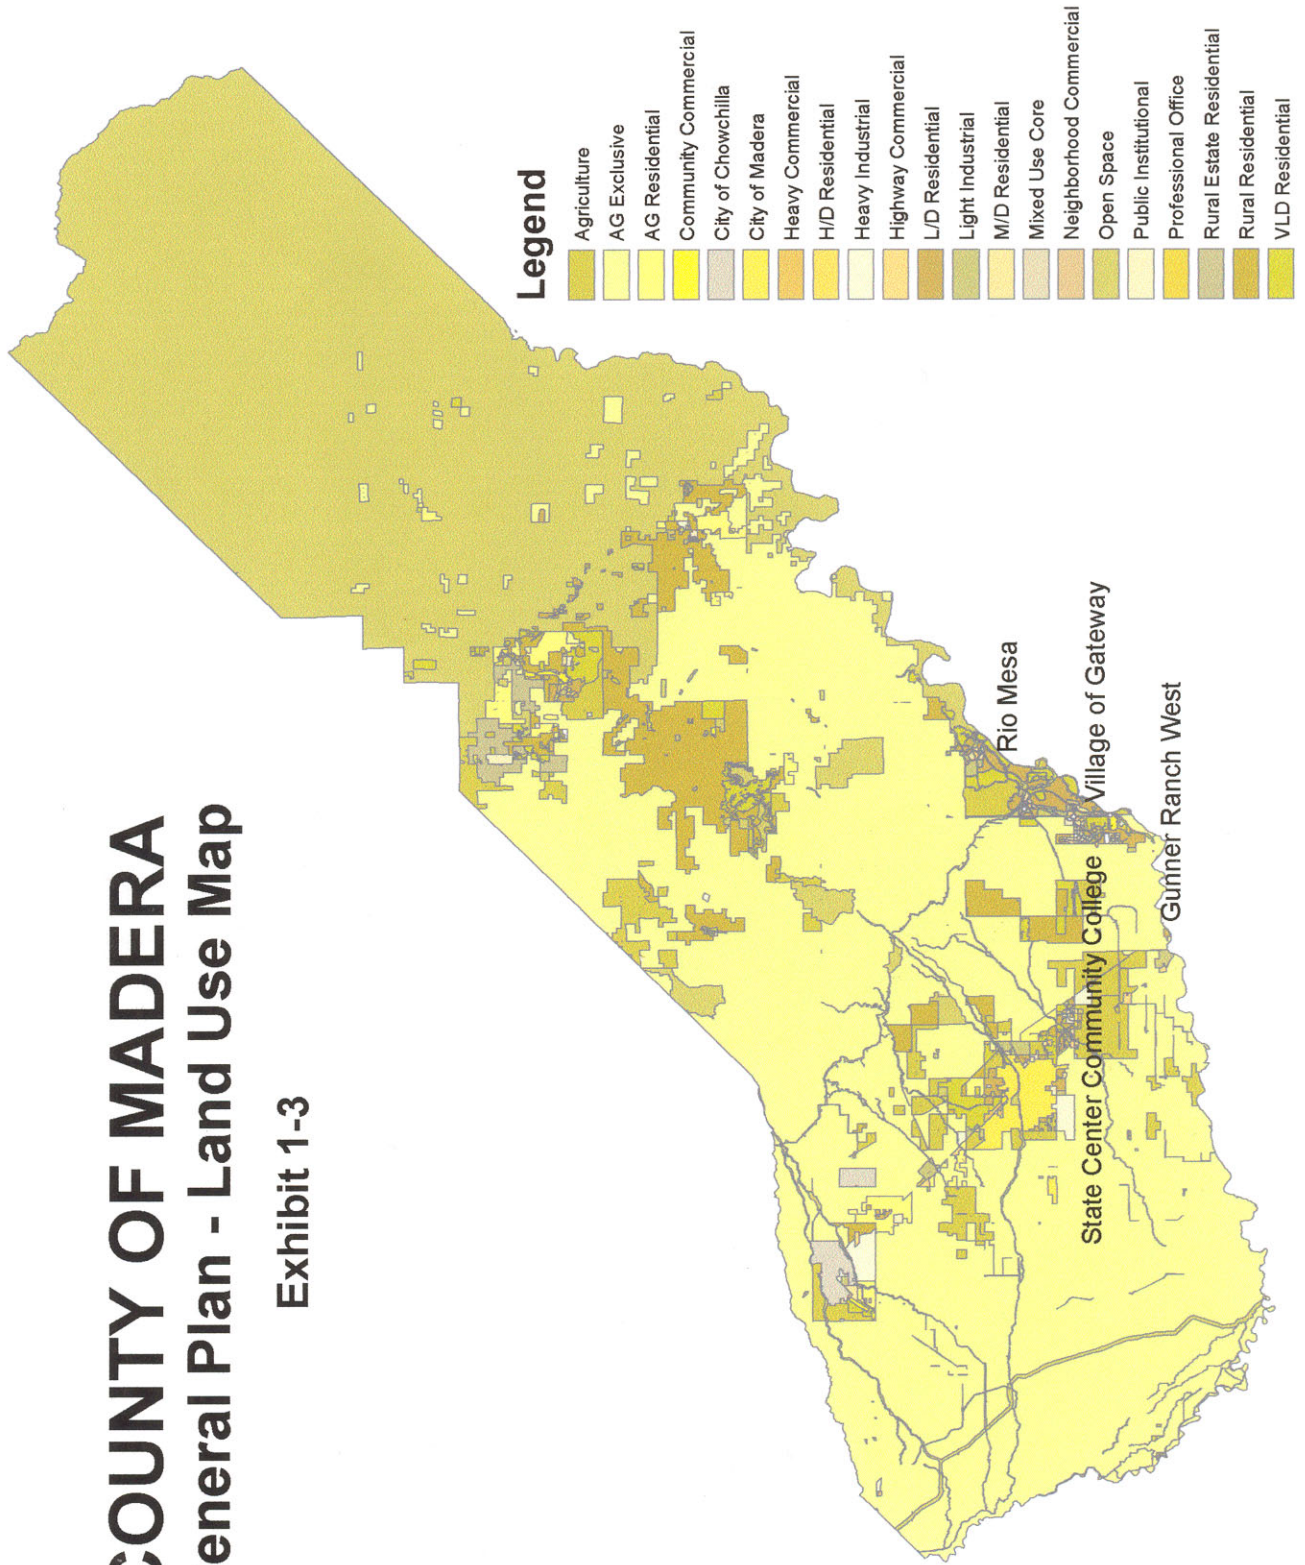 COUNTY OF MADERA
eneral Plan - Land Use Map
Exhibit 1-3
Legend
Agriculture
AG Exclusive
AG Residential
Community Commercial
City of Chowchilla
City of Madera
Heavy Commercial
H/D Residential
Heavy Industrial
Highway Commercial
L/D Residential
Light Industrial
M/D Residential
Mixed Use Core
Neighborhood Commercial
Open Space
Public Institutional
Professional Office
Rural Estate Residential
Rural Residential
VLD Residential
Rio Mesa
Village of Gateway
State Center Community College
Gunner Ranch West